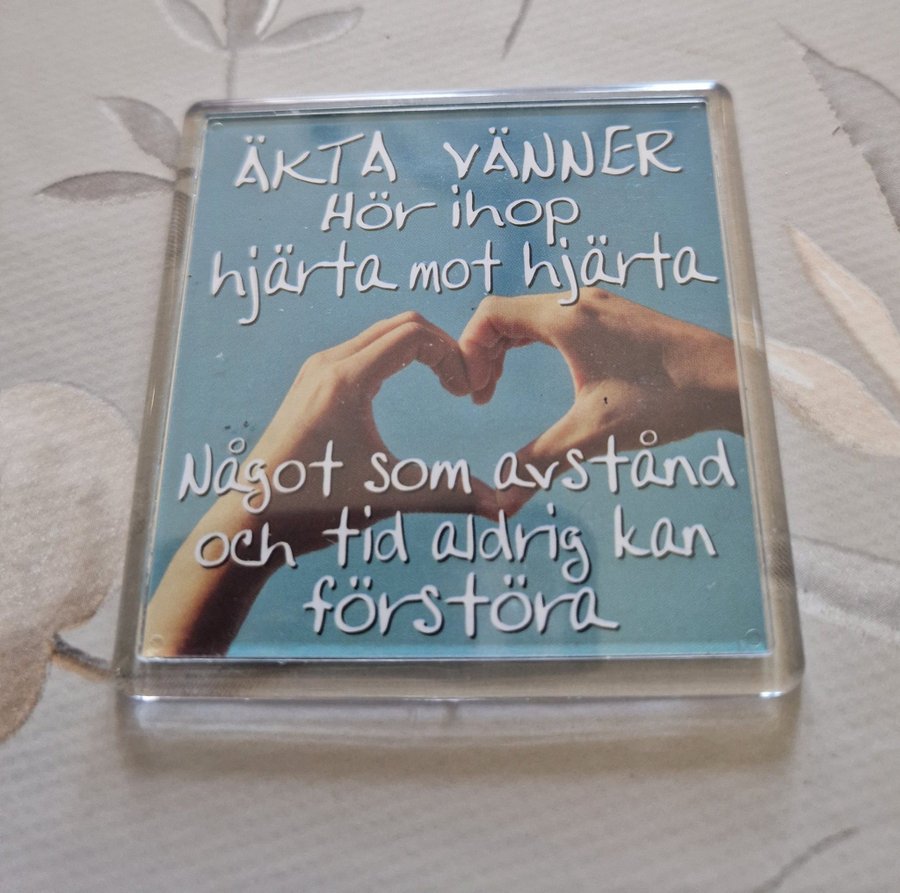 ÄKTA VÄNNER
Hör ihop
hjärta mot hjärta
Något som avstånd
och tid aldrig kan
förstöra